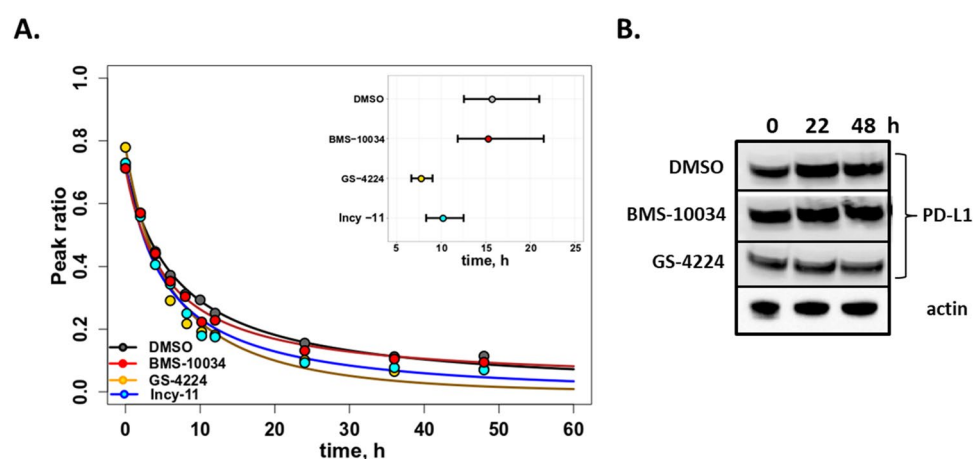 A.
B.
Peak ratio
1.0
0.8
0.6
0.4
0.2
0.0
DMSO
BMS−10034
GS−4224
Incy −11
5 10 15 20 25
time, h
DMSO
BMS-10034
GS-4224
Incy-11
0 10 20 30 40 50 60
time, h
0 22 48 h
DMSO
BMS-10034
PD-L1
GS-4224
actin